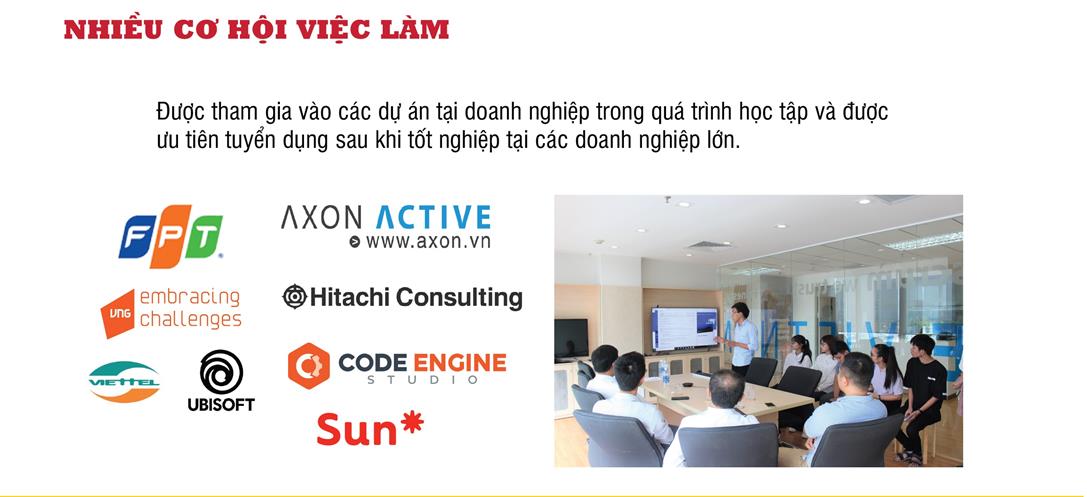 NHIỀU CƠ HỘI VIỆC LÀM
Được tham gia vào các dự án tại doanh nghiệp trong quá trình học tập và được
ưu tiên tuyển dụng sau khi tốt nghiệp tại các doanh nghiệp lớn.
FPT
AXON ACTIVE
www.axon.vn
VNG
embracing
challenges
Hitachi Consulting
VIETTEL
UBISOFT
CODE ENGINE
STUDIO
Sun*